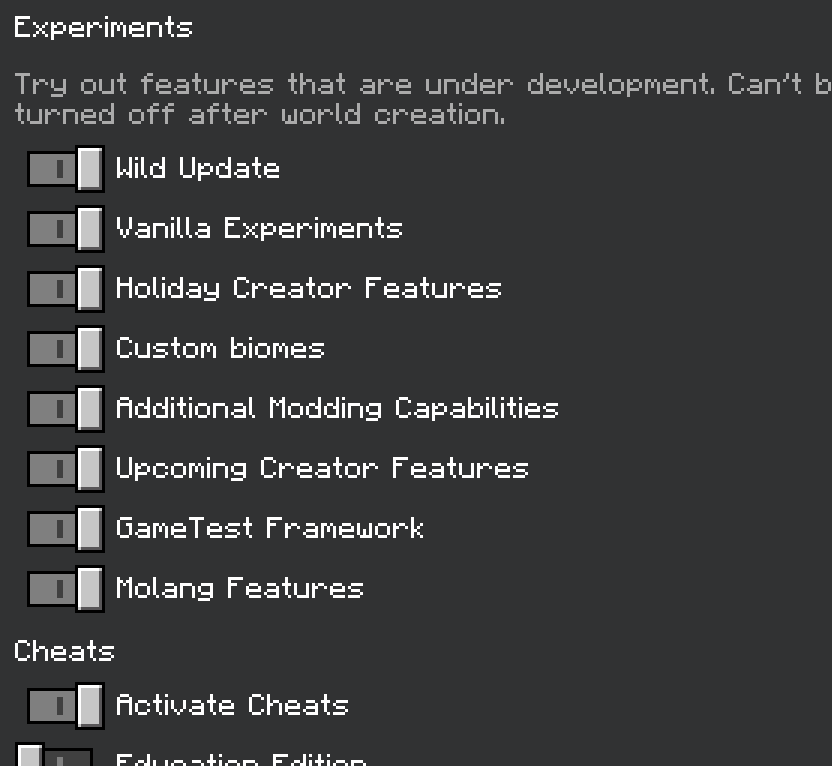 Experiments
Try out features that are under development. Can't b
turned off after world creation.
Wild Update
Vanilla Experiments
Holiday Creator Features
Custom biomes
Additional Modding Capabilities
Upcoming Creator Features
GameTest Framework
Molang Features
Cheats
Activate Cheats
Education Edition